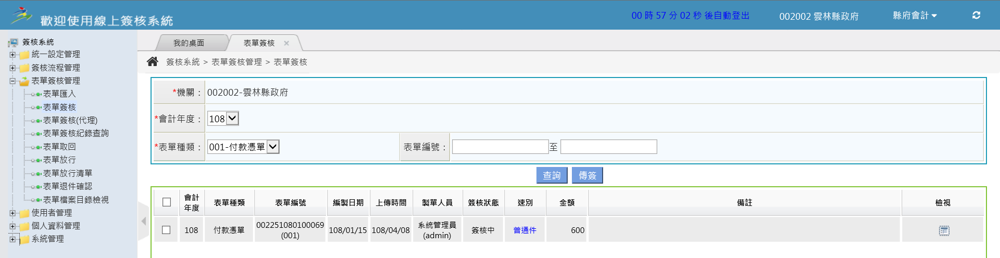 歡迎使用線上簽核系統
00 時 57 分 02 秒 後自動登出
002002 雲林縣政府
縣府會計
簽核系統
統一設定管理
簽核流程管理
表單簽核管理
表單匯入
表單簽核
表單簽核(代理)
表單簽核紀錄查詢
表單取回
表單放行
表單放行清單
表單退件確認
表單檔案目錄檢視
使用者管理
個人資料管理
系統管理
我的桌面
表單簽核
簽核系統 > 表單簽核管理 > 表單簽核
*機關： 002002-雲林縣政府
*會計年度： 108
*表單種類： 001-付款憑單 表單編號： 至
查詢 傳簽
會計年度 表單種類 表單編號 編製日期 上傳時間 製單人員 簽核狀態 速別 金額 備註 檢視
108 付款憑單 002251080100069 (001) 108/01/15 108/04/08 系統管理員 (admin) 簽核中 普通件 600